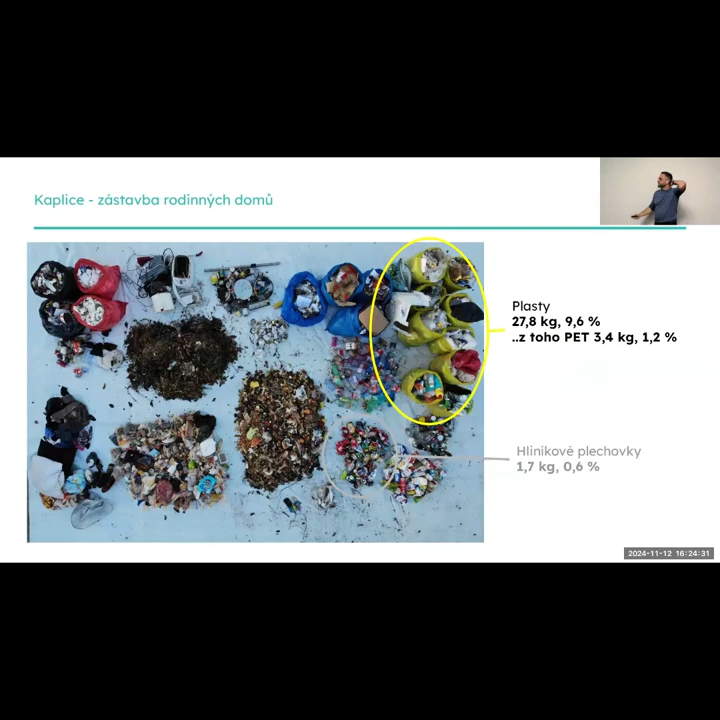 Kaplice - zástavba rodinných domů
Plasty
27,8 kg, 9,6 %
..z toho PET 3,4 kg, 1,2 %
Hliníkové plechovky
1,7 kg, 0,6 %
2024-11-12 16:24:31